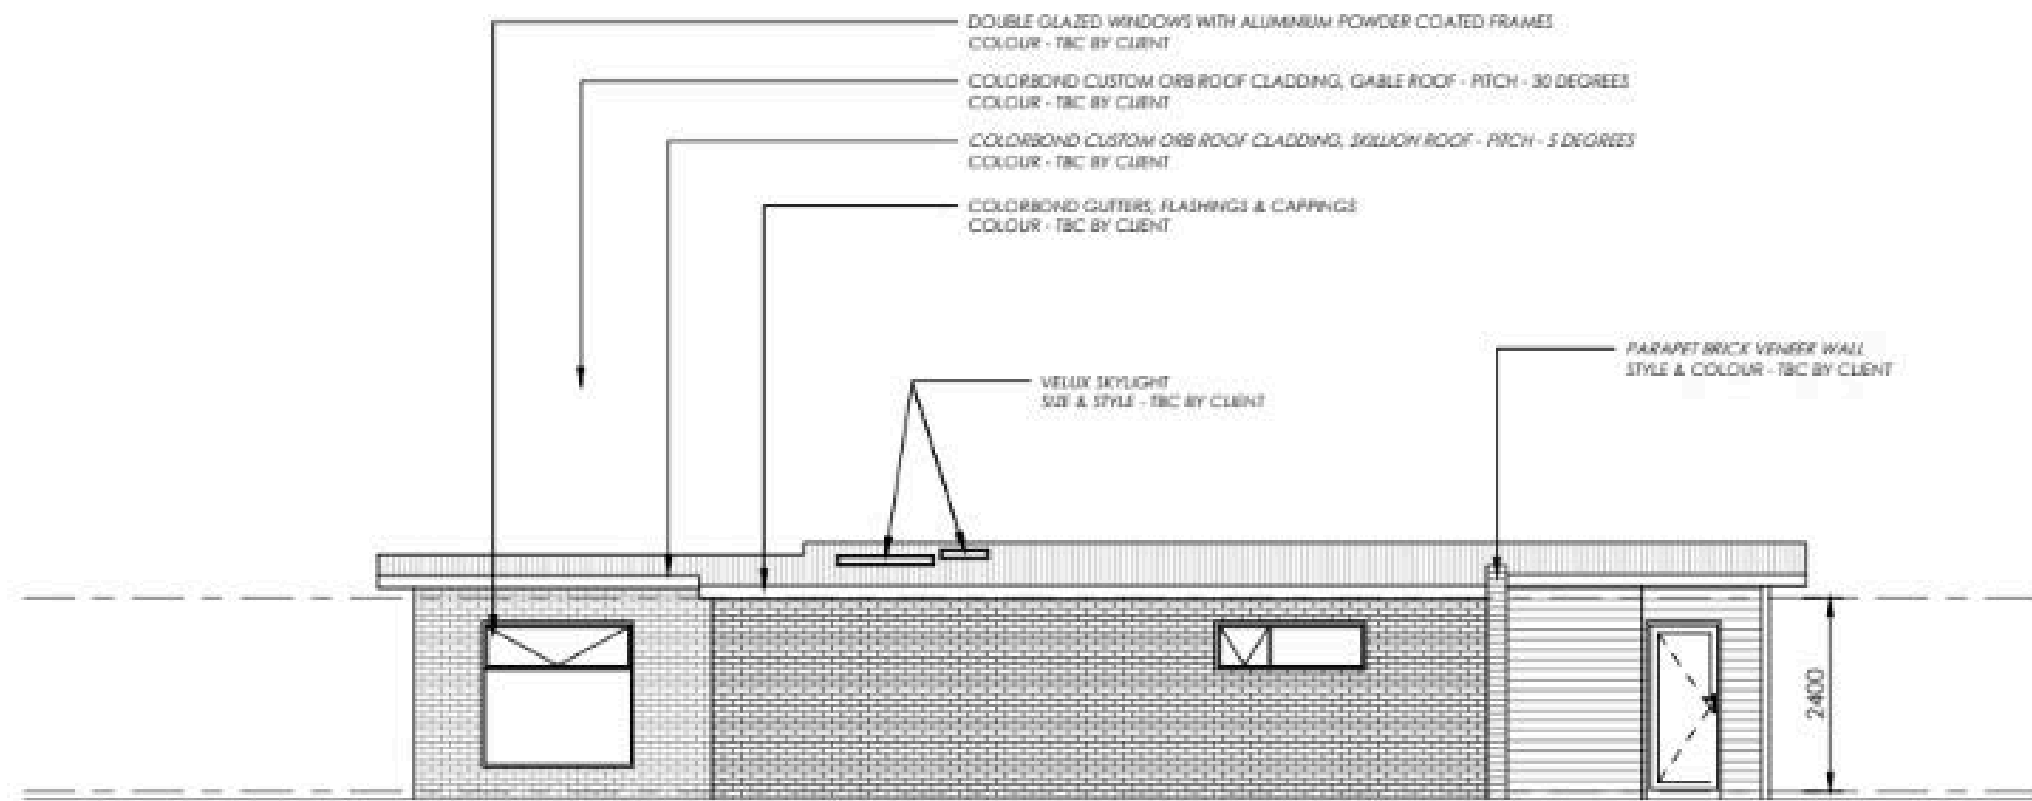 DOUBLE GLAZED WINDOWS WITH ALUMINIUM POWDER COATED FRAMES
COLOUR - TBC BY CLIENT
COLORBOND CUSTOM ORB ROOF CLADDING, GABLE ROOF - PITCH - 30 DEGREES
COLOUR - TBC BY CLIENT
COLORBOND CUSTOM ORB ROOF CLADDING, SKILLION ROOF - PITCH - 5 DEGREES
COLOUR - TBC BY CLIENT
COLORBOND GUTTERS, FLASHINGS & CAPPINGS
COLOUR - TBC BY CLIENT
PARAPET BRICK VENEER WALL
STYLE & COLOUR - TBC BY CLIENT
VELUX SKYLIGHT
SIZE & STYLE - TBC BY CLIENT
2400